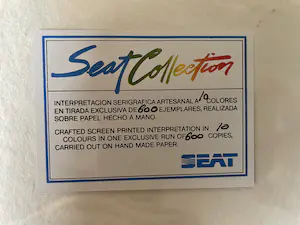 Seat Collection
INTERPRETACION SERIGRAFICA ARTESANAL A 10 COLORES
EN TIRADA EXCLUSIVA DE 600 EJEMPLARES, REALIZADA
SOBRE PAPEL HECHO A MANO.
CRAFTED SCREEN PRINTED INTERPRETATION IN 10
COLOURS IN ONE EXCLUSIVE RUN OF 600 COPIES,
CARRIED OUT ON HAND MADE PAPER.
SEAT